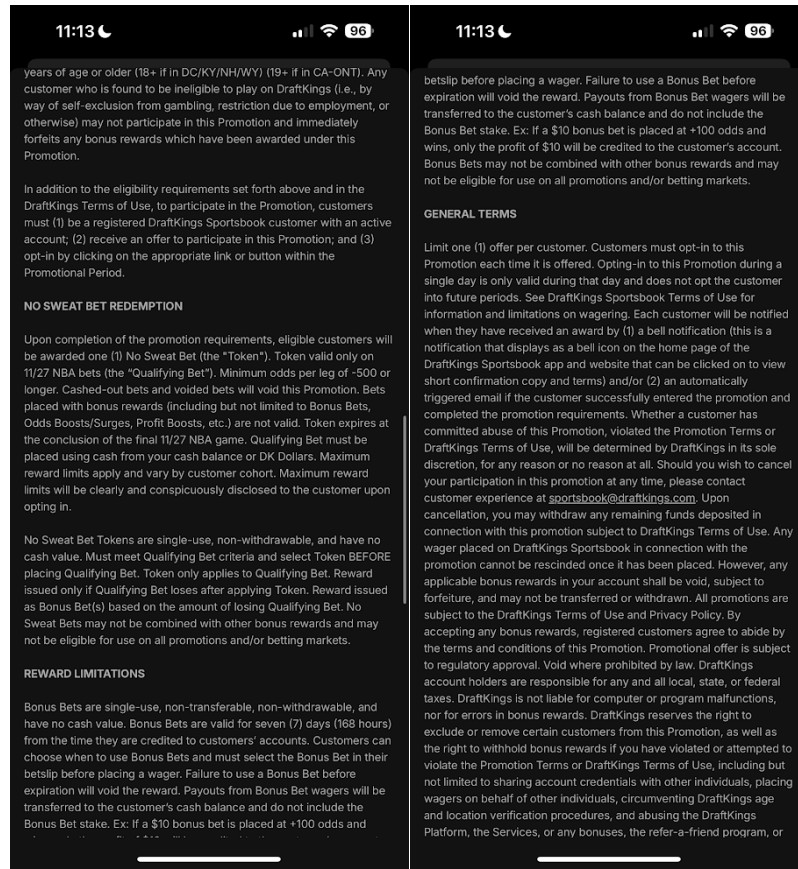 11:13
96
years of age or older (18+ if in DC/KY/NH/WY) (19+ if in CA-ONT). Any
customer who is found to be ineligible to play on DraftKings (i.e., by
way of self-exclusion from gambling, restriction due to employment, or
otherwise) may not participate in this Promotion and immediately
forfeits any bonus rewards which have been awarded under this
Promotion.
In addition to the eligibility requirements set forth above and in the
DraftKings Terms of Use, to participate in the Promotion, customers
must (1) be a registered DraftKings Sportsbook customer with an active
account; (2) receive an offer to participate in this Promotion; and (3)
opt-in by clicking on the appropriate link or button within the
Promotional Period.
NO SWEAT BET REDEMPTION
Upon completion of the promotion requirements, eligible customers will
be awarded one (1) No Sweat Bet (the "Token"). Token valid only on
11/27 NBA bets (the “Qualifying Bet”). Minimum odds per leg of -500 or
longer. Cashed-out bets and voided bets will void this Promotion. Bets
placed with bonus rewards (including but not limited to Bonus Bets,
Odds Boosts/Surges, Profit Boosts, etc.) are not valid. Token expires at
the conclusion of the final 11/27 NBA game. Qualifying Bet must be
placed using cash from your cash balance or DK Dollars. Maximum
reward limits apply and vary by customer cohort. Maximum reward
limits will be clearly and conspicuously disclosed to the customer upon
opting in.
No Sweat Bet Tokens are single-use, non-withdrawable, and have no
cash value. Must meet Qualifying Bet criteria and select Token BEFORE
placing Qualifying Bet. Token only applies to Qualifying Bet. Reward
issued only if Qualifying Bet loses after applying Token. Reward issued
as Bonus Bet(s) based on the amount of losing Qualifying Bet. No
Sweat Bets may not be combined with other bonus rewards and may
not be eligible for use on all promotions and/or betting markets.
REWARD LIMITATIONS
Bonus Bets are single-use, non-transferable, non-withdrawable, and
have no cash value. Bonus Bets are valid for seven (7) days (168 hours)
from the time they are credited to customers’ accounts. Customers can
choose when to use Bonus Bets and must select the Bonus Bet in their
betslip before placing a wager. Failure to use a Bonus Bet before
expiration will void the reward. Payouts from Bonus Bet wagers will be
transferred to the customer’s cash balance and do not include the
Bonus Bet stake. Ex: If a $10 bonus bet is placed at +100 odds and
11:13
96
betslip before placing a wager. Failure to use a Bonus Bet before
expiration will void the reward. Payouts from Bonus Bet wagers will be
transferred to the customer’s cash balance and do not include the
Bonus Bet stake. Ex: If a $10 bonus bet is placed at +100 odds and
wins, only the profit of $10 will be credited to the customer’s account.
Bonus Bets may not be combined with other bonus rewards and may
not be eligible for use on all promotions and/or betting markets.
GENERAL TERMS
Limit one (1) offer per customer. Customers must opt-in to this
Promotion each time it is offered. Opting-in to this Promotion during a
single day is only valid during that day and does not opt the customer
into future periods. See DraftKings Sportsbook Terms of Use for
information and limitations on wagering. Each customer will be notified
when they have received an award by (1) a bell notification (this is a
notification that displays as a bell icon on the home page of the
DraftKings Sportsbook app and website that can be clicked on to view
short confirmation copy and terms) and/or (2) an automatically
triggered email if the customer successfully entered the promotion and
completed the promotion requirements. Whether a customer has
committed abuse of this Promotion, violated the Promotion Terms or
DraftKings Terms of Use, will be determined by DraftKings in its sole
discretion, for any reason or no reason at all. Should you wish to cancel
your participation in this promotion at any time, please contact
customer experience at sportsbook@draftkings.com. Upon
cancellation, you may withdraw any remaining funds deposited in
connection with this promotion subject to DraftKings Terms of Use. Any
wager placed on DraftKings Sportsbook in connection with the
promotion cannot be rescinded once it has been placed. However, any
applicable bonus rewards in your account shall be void, subject to
forfeiture, and may not be transferred or withdrawn. All promotions are
subject to the DraftKings Terms of Use and Privacy Policy. By
accepting any bonus rewards, registered customers agree to abide by
the terms and conditions of this Promotion. Promotional offer is subject
to regulatory approval. Void where prohibited by law. DraftKings
account holders are responsible for any and all local, state, or federal
taxes. DraftKings is not liable for computer or program malfunctions,
nor for errors in bonus rewards. DraftKings reserves the right to
exclude or remove certain customers from this Promotion, as well as
the right to withhold bonus rewards if you have violated or attempted to
violate the Promotion Terms or DraftKings Terms of Use, including but
not limited to sharing account credentials with other individuals, placing
wagers on behalf of other individuals, circumventing DraftKings age
and location verification procedures, and abusing the DraftKings
Platform, the Services, or any bonuses, the refer-a-friend program, or